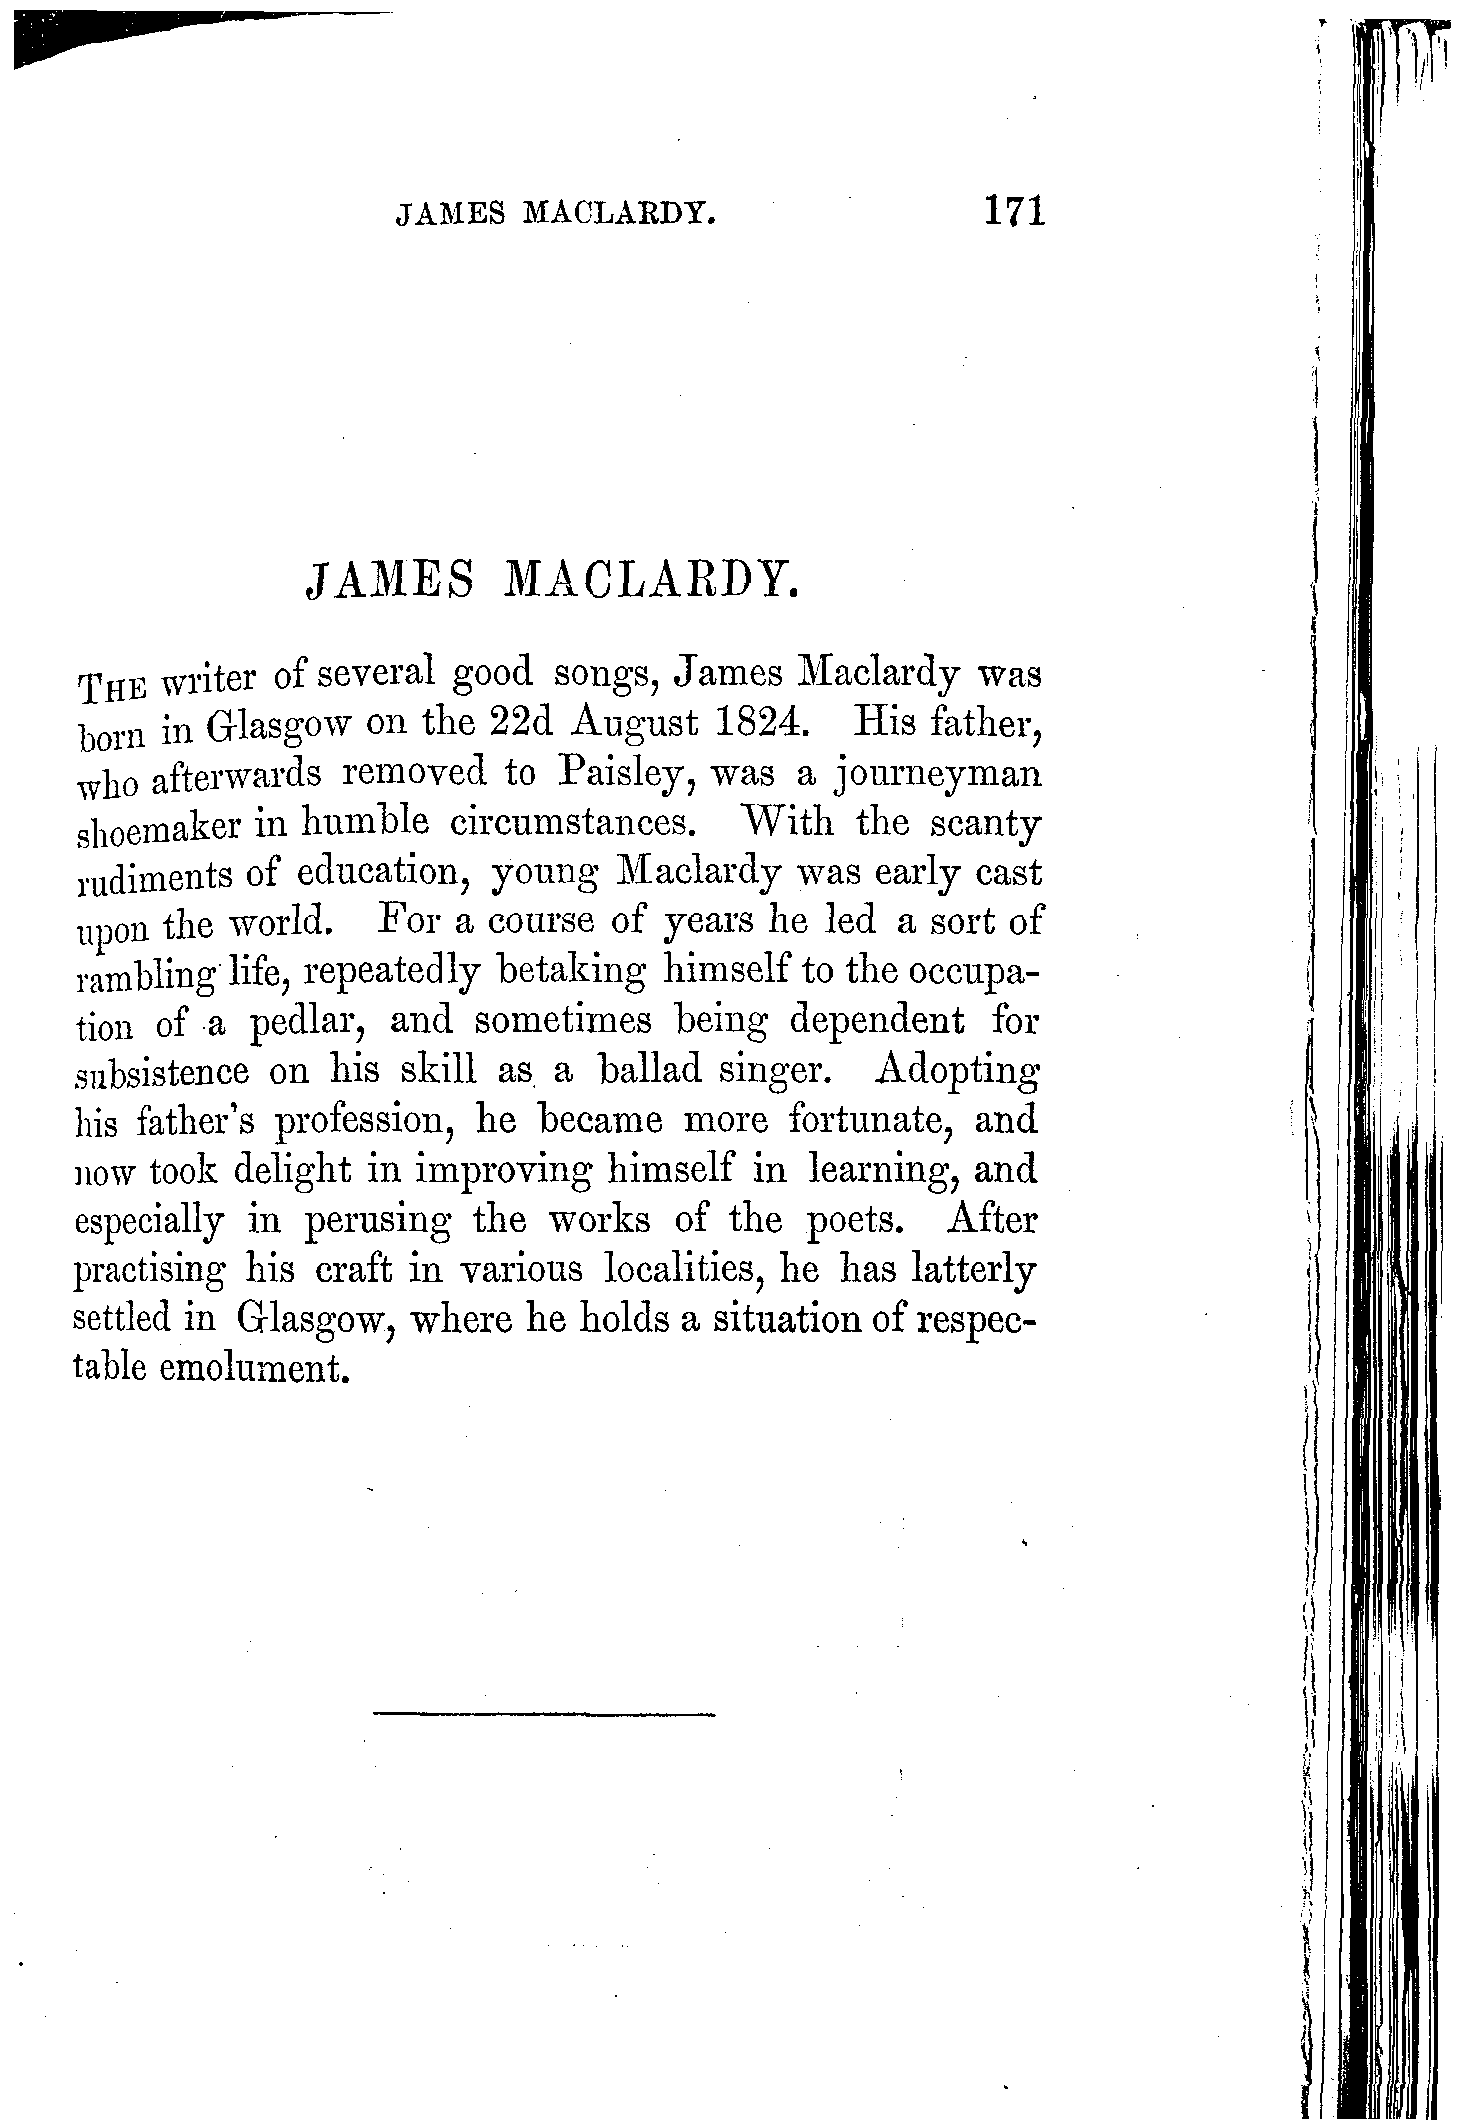 JAMES MACLARDY. 171
JAMES MACLARDY.
THE writer of several good songs, James Maclardy was
born in Glasgow on the 22d August 1824. His father,
who afterwards removed to Paisley, was a journeyman
shoemaker in humble circumstances. With the scanty
rudiments of education, young Maclardy was early cast
upon the world. For a course of years he led a sort of
rambling life, repeatedly betaking himself to the occupa-
tion of a pedlar, and sometimes being dependent for
subsistence on his skill as a ballad singer. Adopting
his father's profession, he became more fortunate, and
now took delight in improving himself in learning, and
especially in perusing the works of the poets. After
practising his craft in various localities, he has latterly
settled in Glasgow, where he holds a situation of respec-
table emolument.